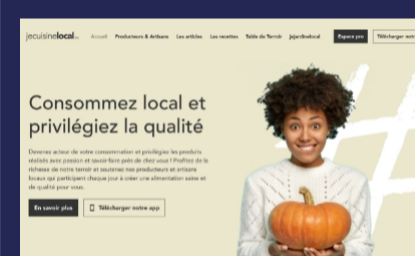 jecuisinelocal
Accueil Producteurs & Artisans Les articles Les recettes Table de Terroir jejardinelocal Espace pro Télécharger notre
Consommez local et
privilégiez la qualité
Devenez acteur de votre consommation et privilégiez les produits
réalisés avec passion et savoir-faire près de chez vous ! Profitez de la
richesse de notre terroir et soutenez nos producteurs et artisans
locaux qui participent chaque jour à créer une alimentation saine et
de qualité pour vous.
En savoir plus Télécharger notre app